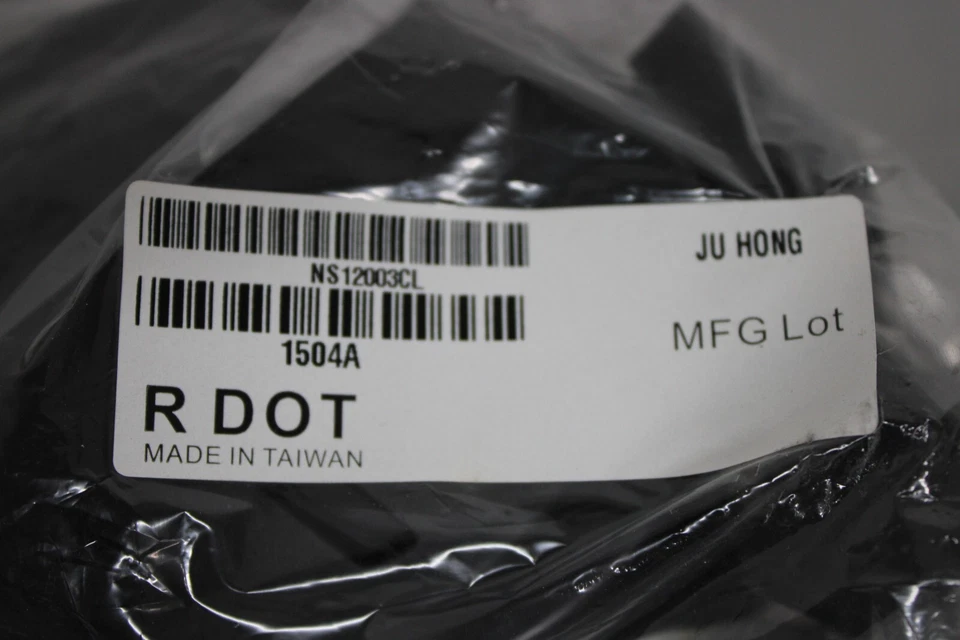 NS12003CL
1504A
R DOT
MADE IN TAIWAN
JU HONG
MFG Lot